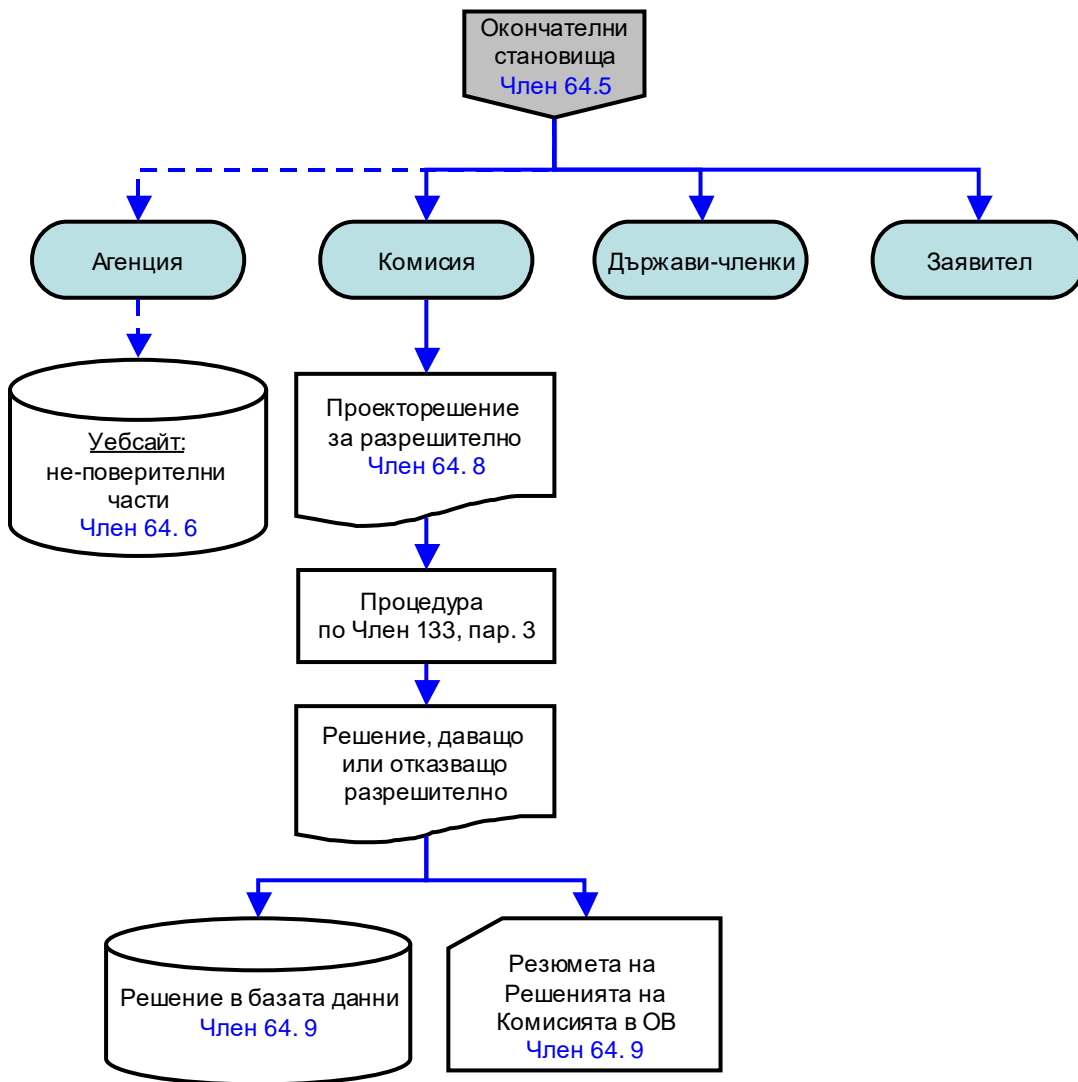 Окончателни
становища
Член 64.5
Агенция
Комисия
Държави-членки
Заявител
Уебсайт:
не-поверителни
части
Член 64. 6
Проекторешение
за разрешително
Член 64. 8
Процедура
по Член 133, пар. 3
Решение, даващо
или отказващо
разрешително
Решение в базата данни
Член 64. 9
Резюмета на
Решенията на
Комисията в ОВ
Член 64. 9